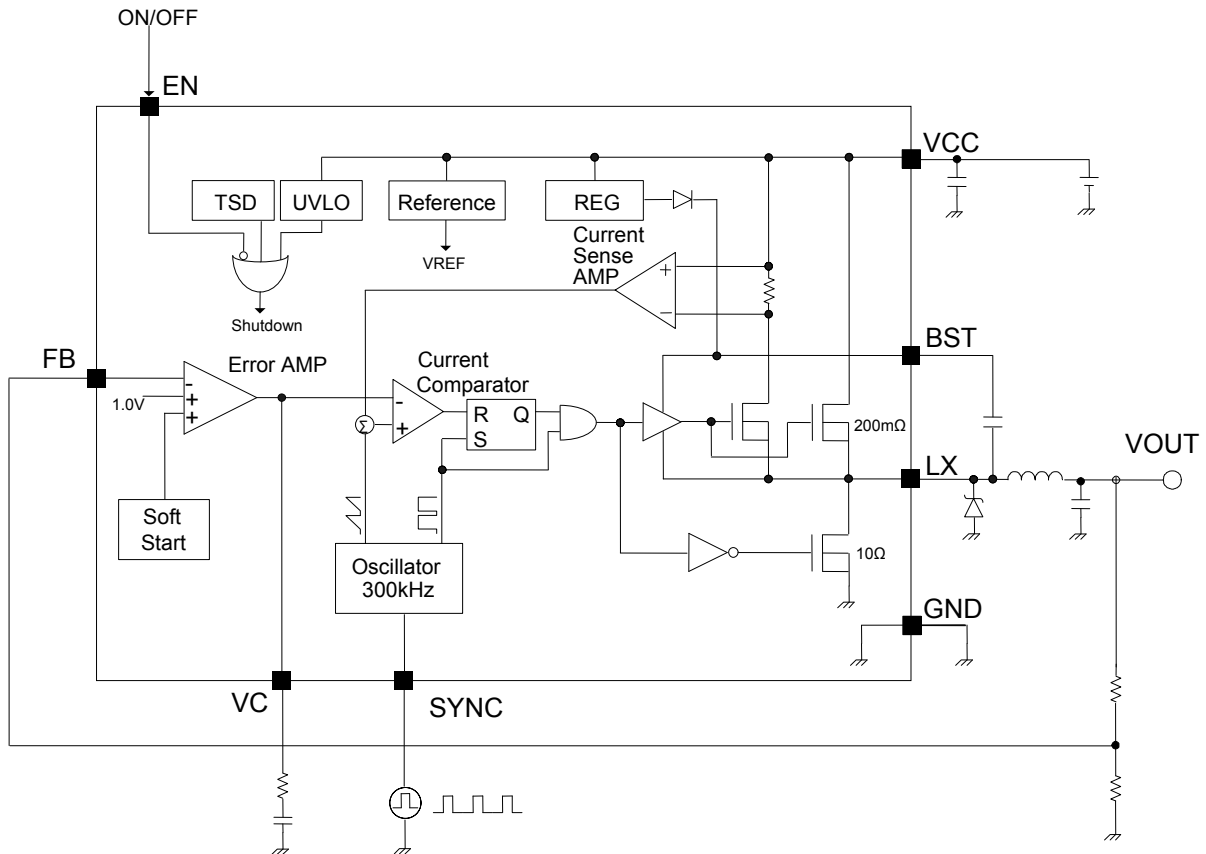 ON/OFF
EN
VCC
TSD
UVLO
Reference
REG
VREF
Current
Sense
AMP
+
-
Shutdown
BST
FB
Error AMP
Current
Comparator
-
1.0V
+
+
-
+
Σ
R
Q
S
200mΩ
VOUT
LX
Soft
Start
Oscillator
300kHz
10Ω
GND
VC
SYNC